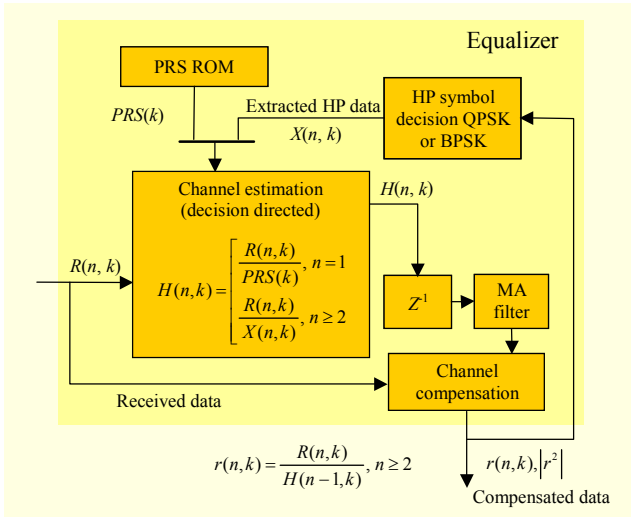 Equalizer
PRS ROM
PRS(k)
Extracted HP data
X(n, k)
HP symbol
decision QPSK
or BPSK
Channel estimation
(decision directed)
H(n,k) = [ R(n,k) / PRS(k), n = 1
R(n,k) / X(n,k), n ≥ 2
H(n, k)
R(n, k)
Z⁻¹
MA
filter
Channel
compensation
Received data
r(n,k) = R(n,k) / H(n−1,k), n ≥ 2
r(n,k), |r²|
Compensated data